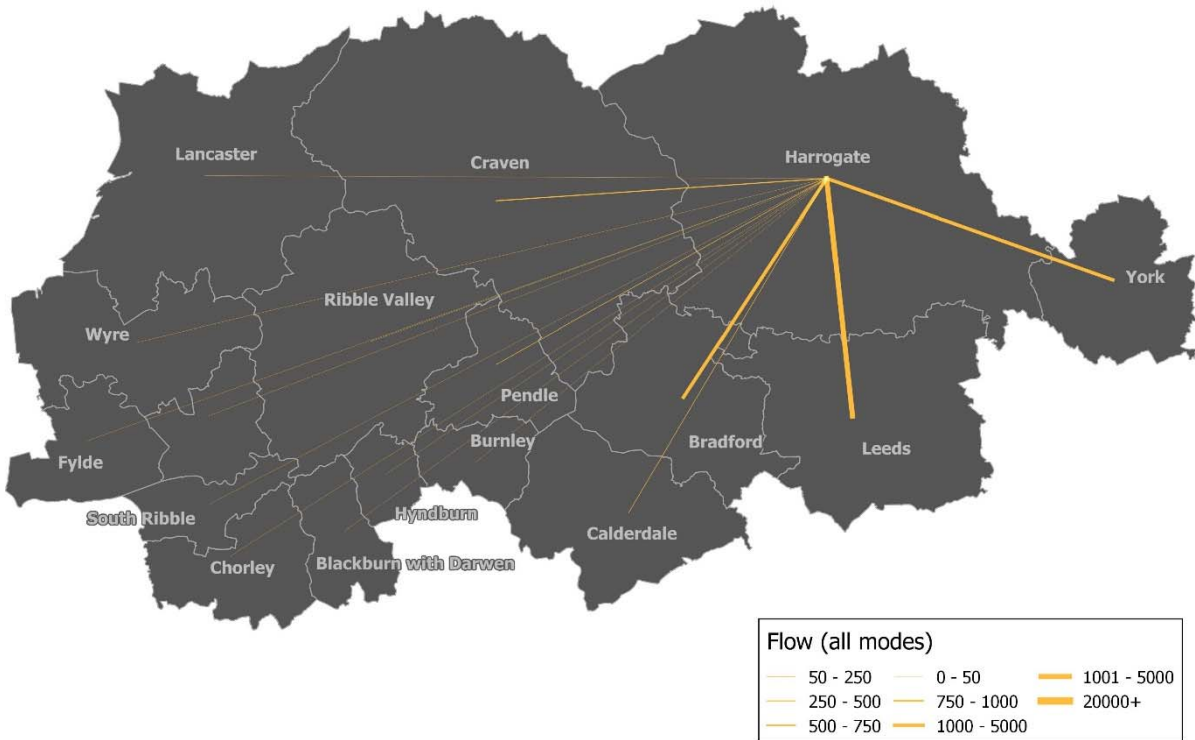 Harrogate
Lancaster
Craven
York
Ribble Valley
Wyre
Pendle
Burnley
Bradford
Leeds
Fylde
South Ribble
Hyndburn
Calderdale
Chorley
Blackburn with Darwen
Flow (all modes)
50 - 250
0 - 50
1001 - 5000
250 - 500
750 - 1000
20000+
500 - 750
1000 - 5000